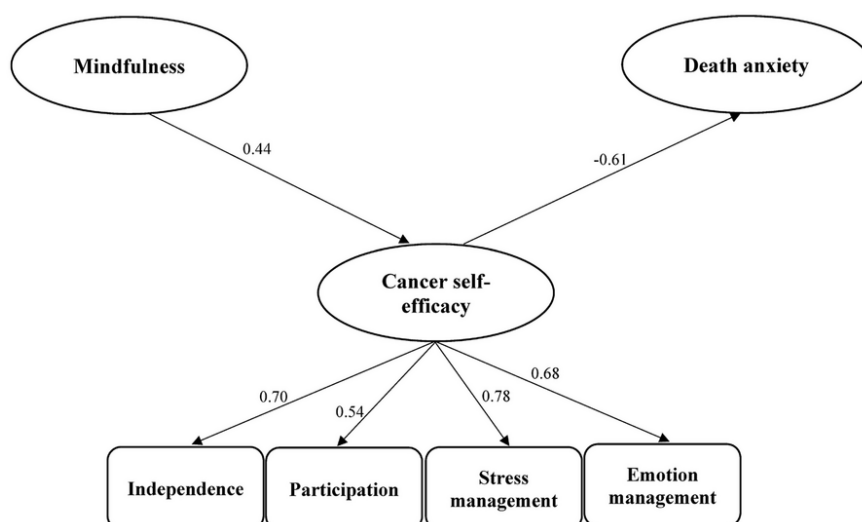 Mindfulness
Death anxiety
0.44
-0.61
Cancer self-
efficacy
0.70
0.54
0.78
0.68
Independence
Participation
Stress
management
Emotion
management